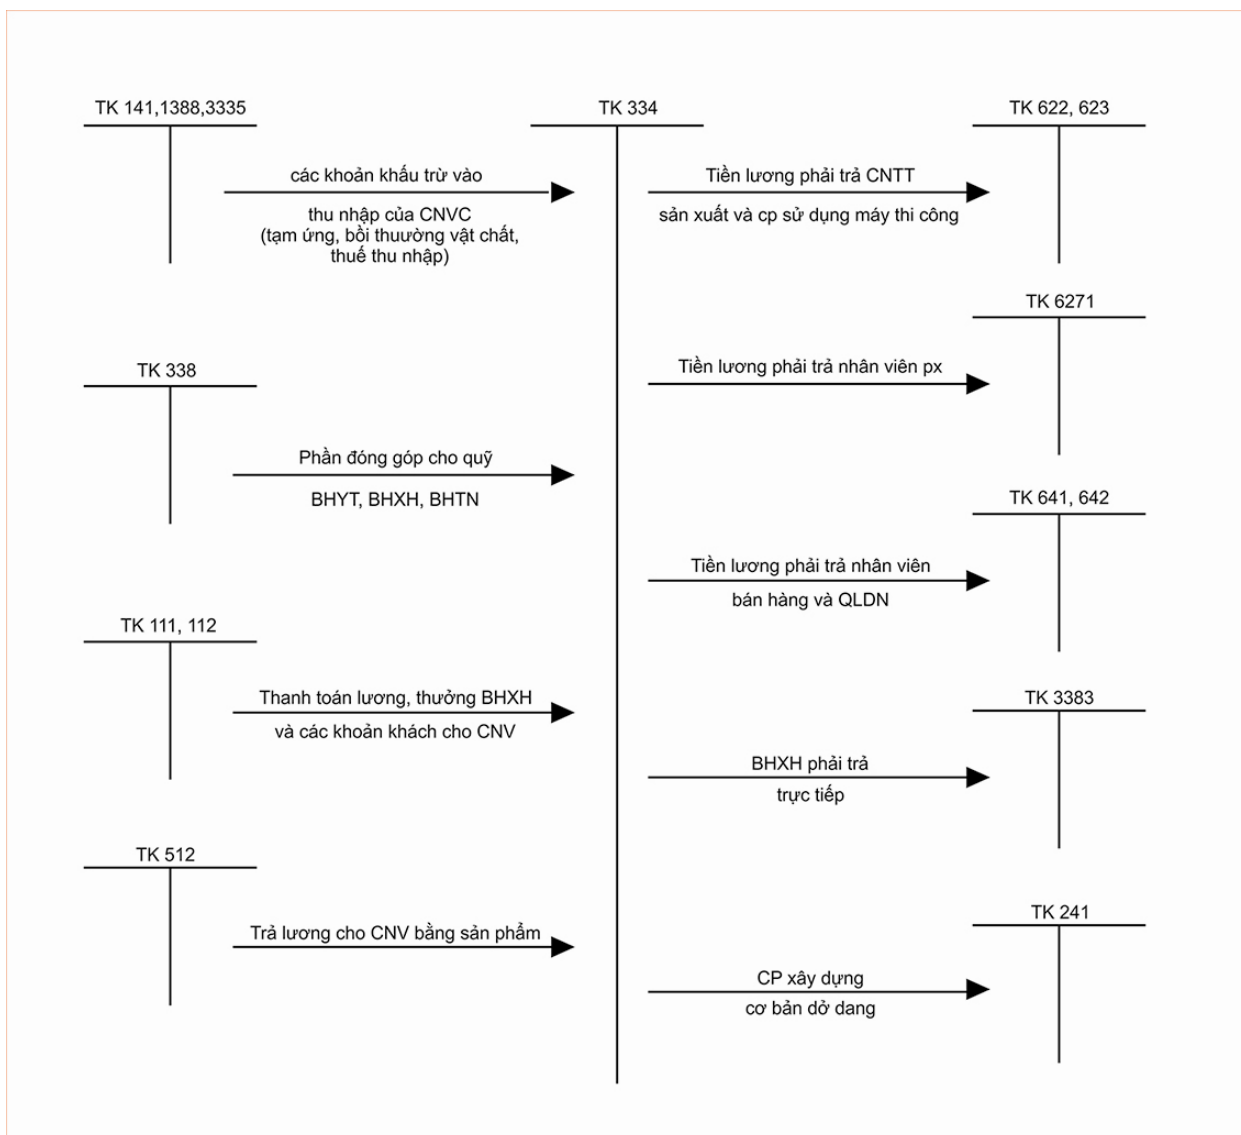 TK 141,1388,3335
TK 334
TK 622, 623
các khoản khấu trừ vào
thu nhập của CNVC
(tạm ứng, bồi thuường vật chất,
thuế thu nhập)
Tiền lương phải trả CNTT
sản xuất và cp sử dụng máy thi công
TK 6271
Tiền lương phải trả nhân viên px
TK 338
Phần đóng góp cho quỹ
BHYT, BHXH, BHTN
TK 641, 642
Tiền lương phải trả nhân viên
bán hàng và QLDN
TK 111, 112
Thanh toán lương, thưởng BHXH
và các khoản khách cho CNV
TK 3383
BHXH phải trả
trực tiếp
TK 512
Trả lương cho CNV bằng sản phẩm
TK 241
CP xây dựng
cơ bản dở dang